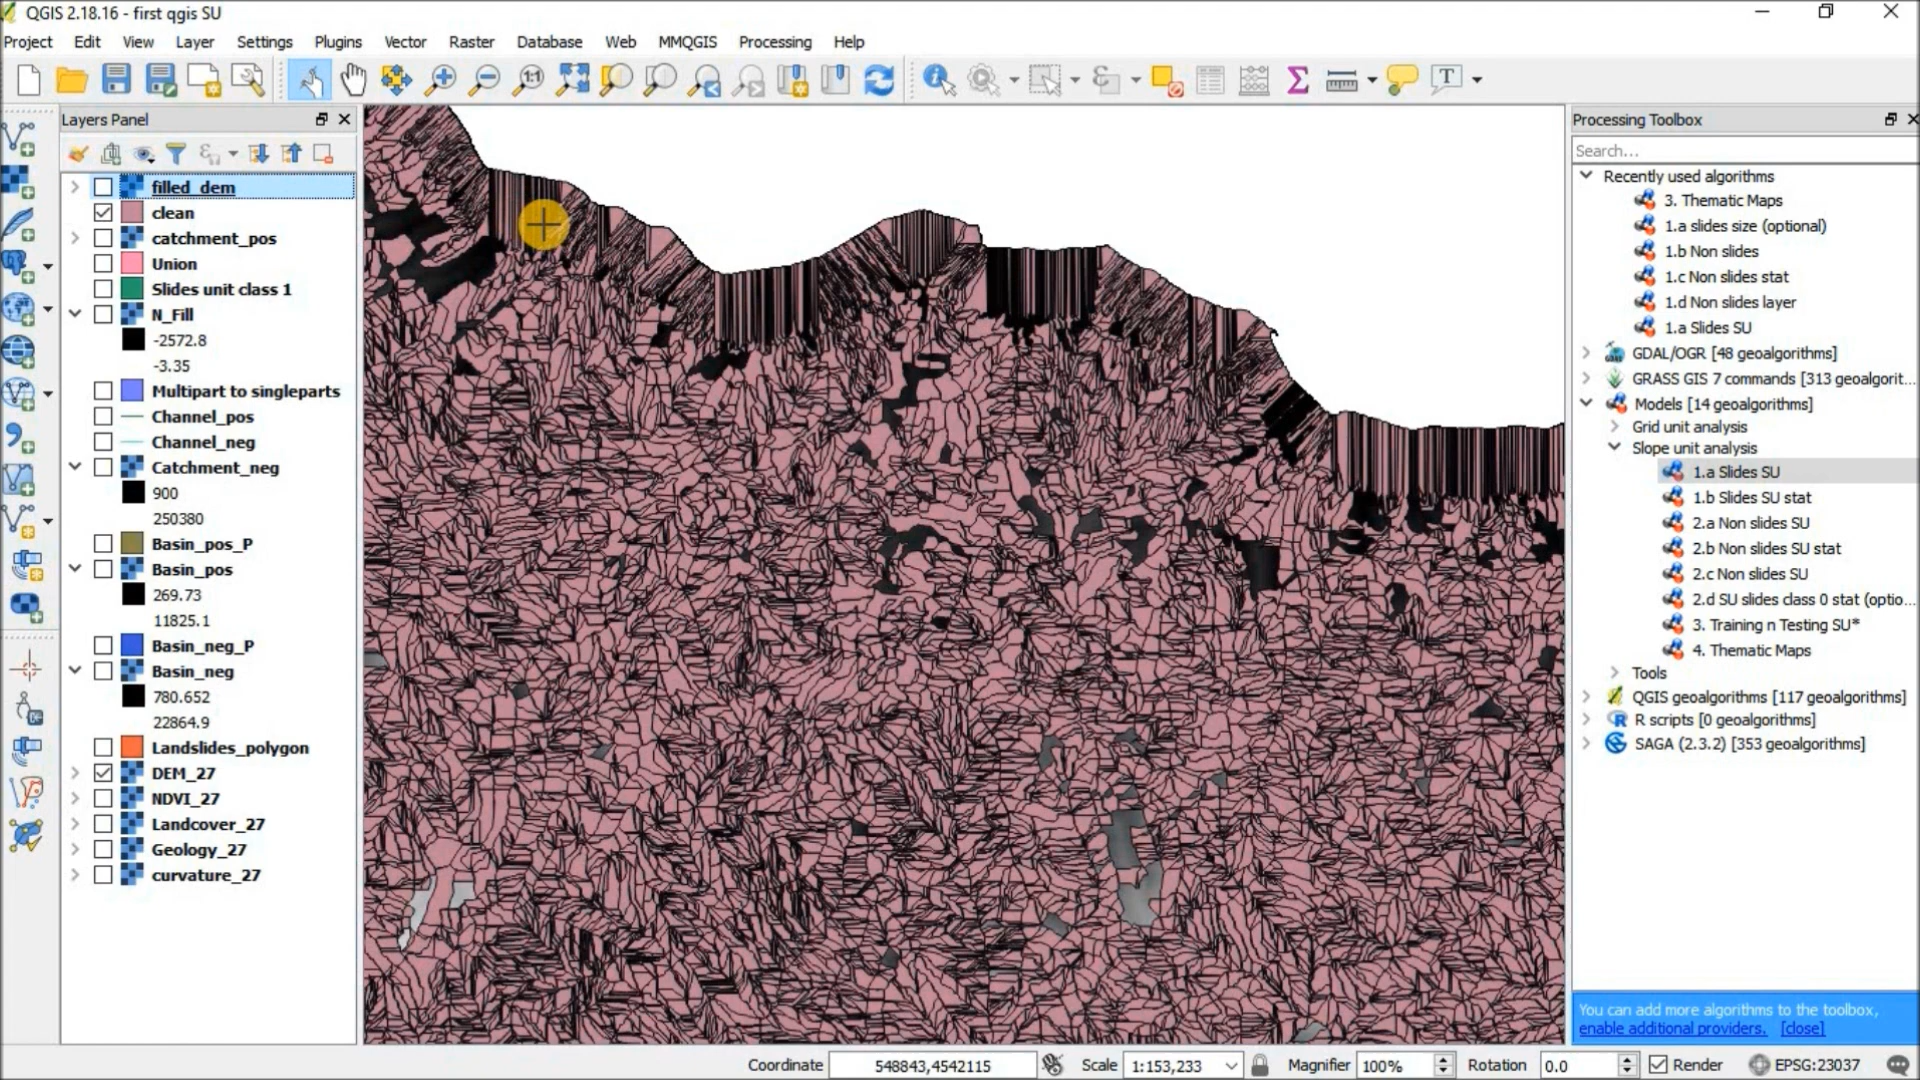 QGIS 2.18.16 - first qgis SU
Project Edit View Layer Settings Plugins Vector Raster Database Web MMQGIS Processing Help
1:1
T
Layers Panel
filled_dem
clean
catchment_pos
Union
Slides unit class 1
N_Fill
-2572.8
-3.35
Multipart to singleparts
Channel_pos
Channel_neg
Catchment_neg
900
250380
Basin_pos_P
Basin_pos
269.73
11825.1
Basin_neg_P
Basin_neg
780.652
22864.9
Landslides_polygon
DEM_27
NDVI_27
Landcover_27
Geology_27
curvature_27
Processing Toolbox
Search...
Recently used algorithms
3. Thematic Maps
1.a slides size (optional)
1.b Non slides
1.c Non slides stat
1.d Non slides layer
1.a Slides SU
GDAL/OGR [48 geoalgorithms]
GRASS GIS 7 commands [313 geoalgorit...
Models [14 geoalgorithms]
Grid unit analysis
Slope unit analysis
1.a Slides SU
1.b Slides SU stat
2.a Non slides SU
2.b Non slides SU stat
2.c Non slides SU
2.d SU slides class 0 stat (optio...
3. Training n Testing SU*
4. Thematic Maps
Tools
QGIS geoalgorithms [117 geoalgorithms]
R scripts [0 geoalgorithms]
SAGA (2.3.2) [353 geoalgorithms]
You can add more algorithms to the toolbox,
enable additional providers. [close]
Coordinate 548843,4542115 Scale 1:153,233 Magnifier 100% Rotation 0.0 Render EPSG:23037